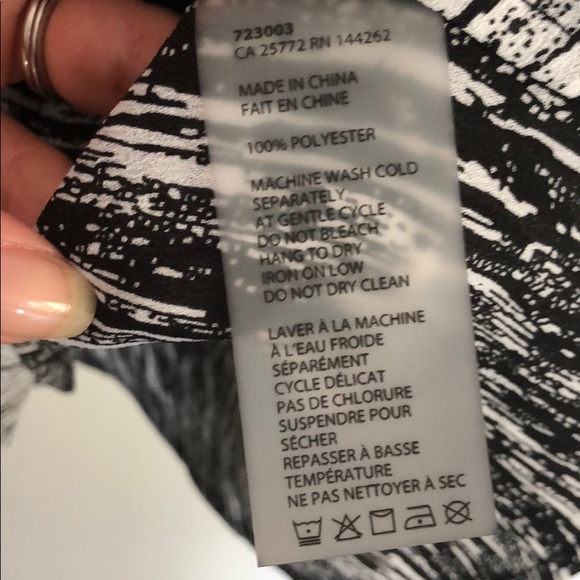 723003
CA 25772 RN 144262
MADE IN CHINA
FAIT EN CHINE
100% POLYESTER
MACHINE WASH COLD
SEPARATELY
AT GENTLE CYCLE
DO NOT BLEACH
HANG TO DRY
IRON ON LOW
DO NOT DRY CLEAN
LAVER À LA MACHINE
À L'EAU FROIDE
SÉPARÉMENT
CYCLE DÉLICAT
PAS DE CHLORURE
SUSPENDRE POUR
SÉCHER
REPASSER À BASSE
TEMPÉRATURE
NE PAS NETTOYER À SEC